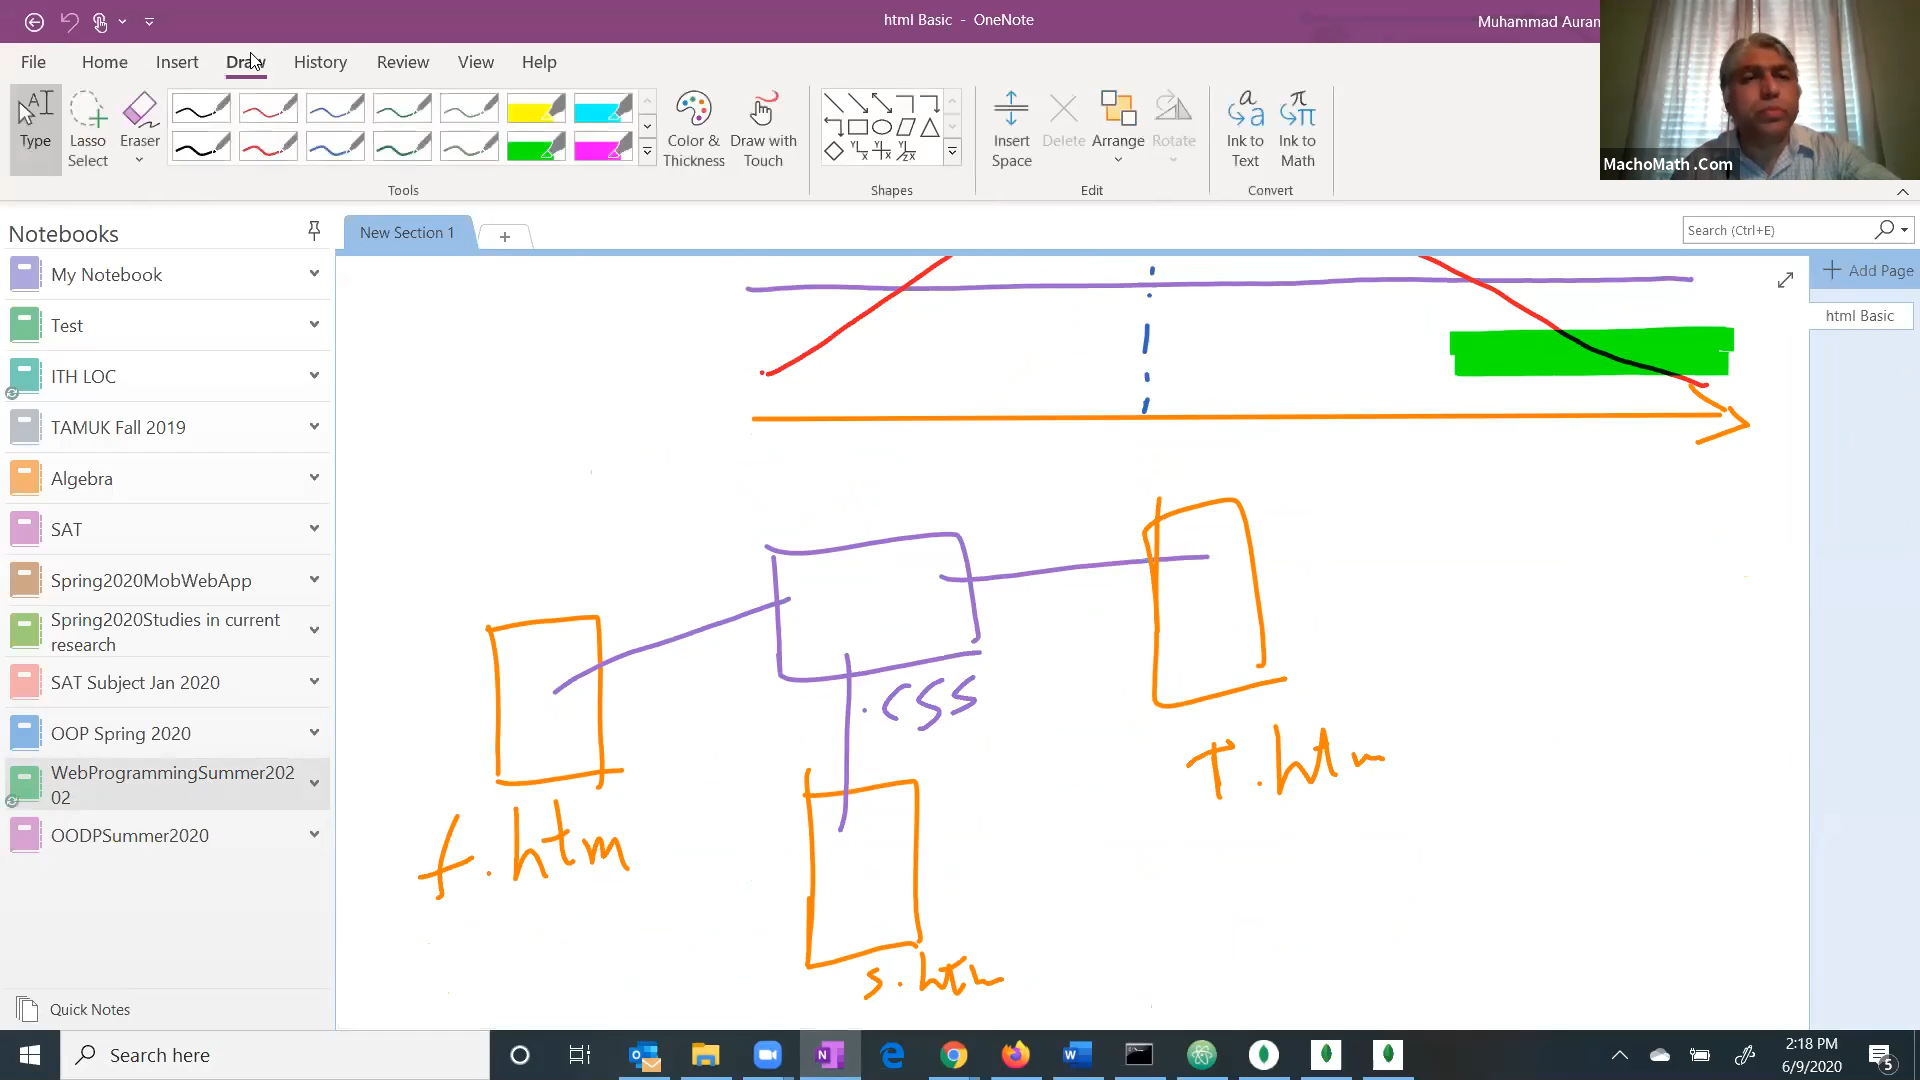 html Basic - OneNote
Muhammad Auran
File Home Insert Draw History Review View Help
Type
Lasso Select
Eraser
Color & Thickness
Draw with Touch
Insert Space
Delete
Arrange
Rotate
Ink to Text
Ink to Math
Tools
Shapes
Edit
Convert
MachoMath .Com
Notebooks
New Section 1
Search (Ctrl+E)
My Notebook
Add Page
html Basic
Test
ITH LOC
TAMUK Fall 2019
Algebra
SAT
Spring2020MobWebApp
Spring2020Studies in current
research
SAT Subject Jan 2020
OOP Spring 2020
WebProgrammingSummer202
02
OODPSummer2020
.css
T.htm
f.htm
s.htm
Quick Notes
Search here
2:18 PM
6/9/2020
5